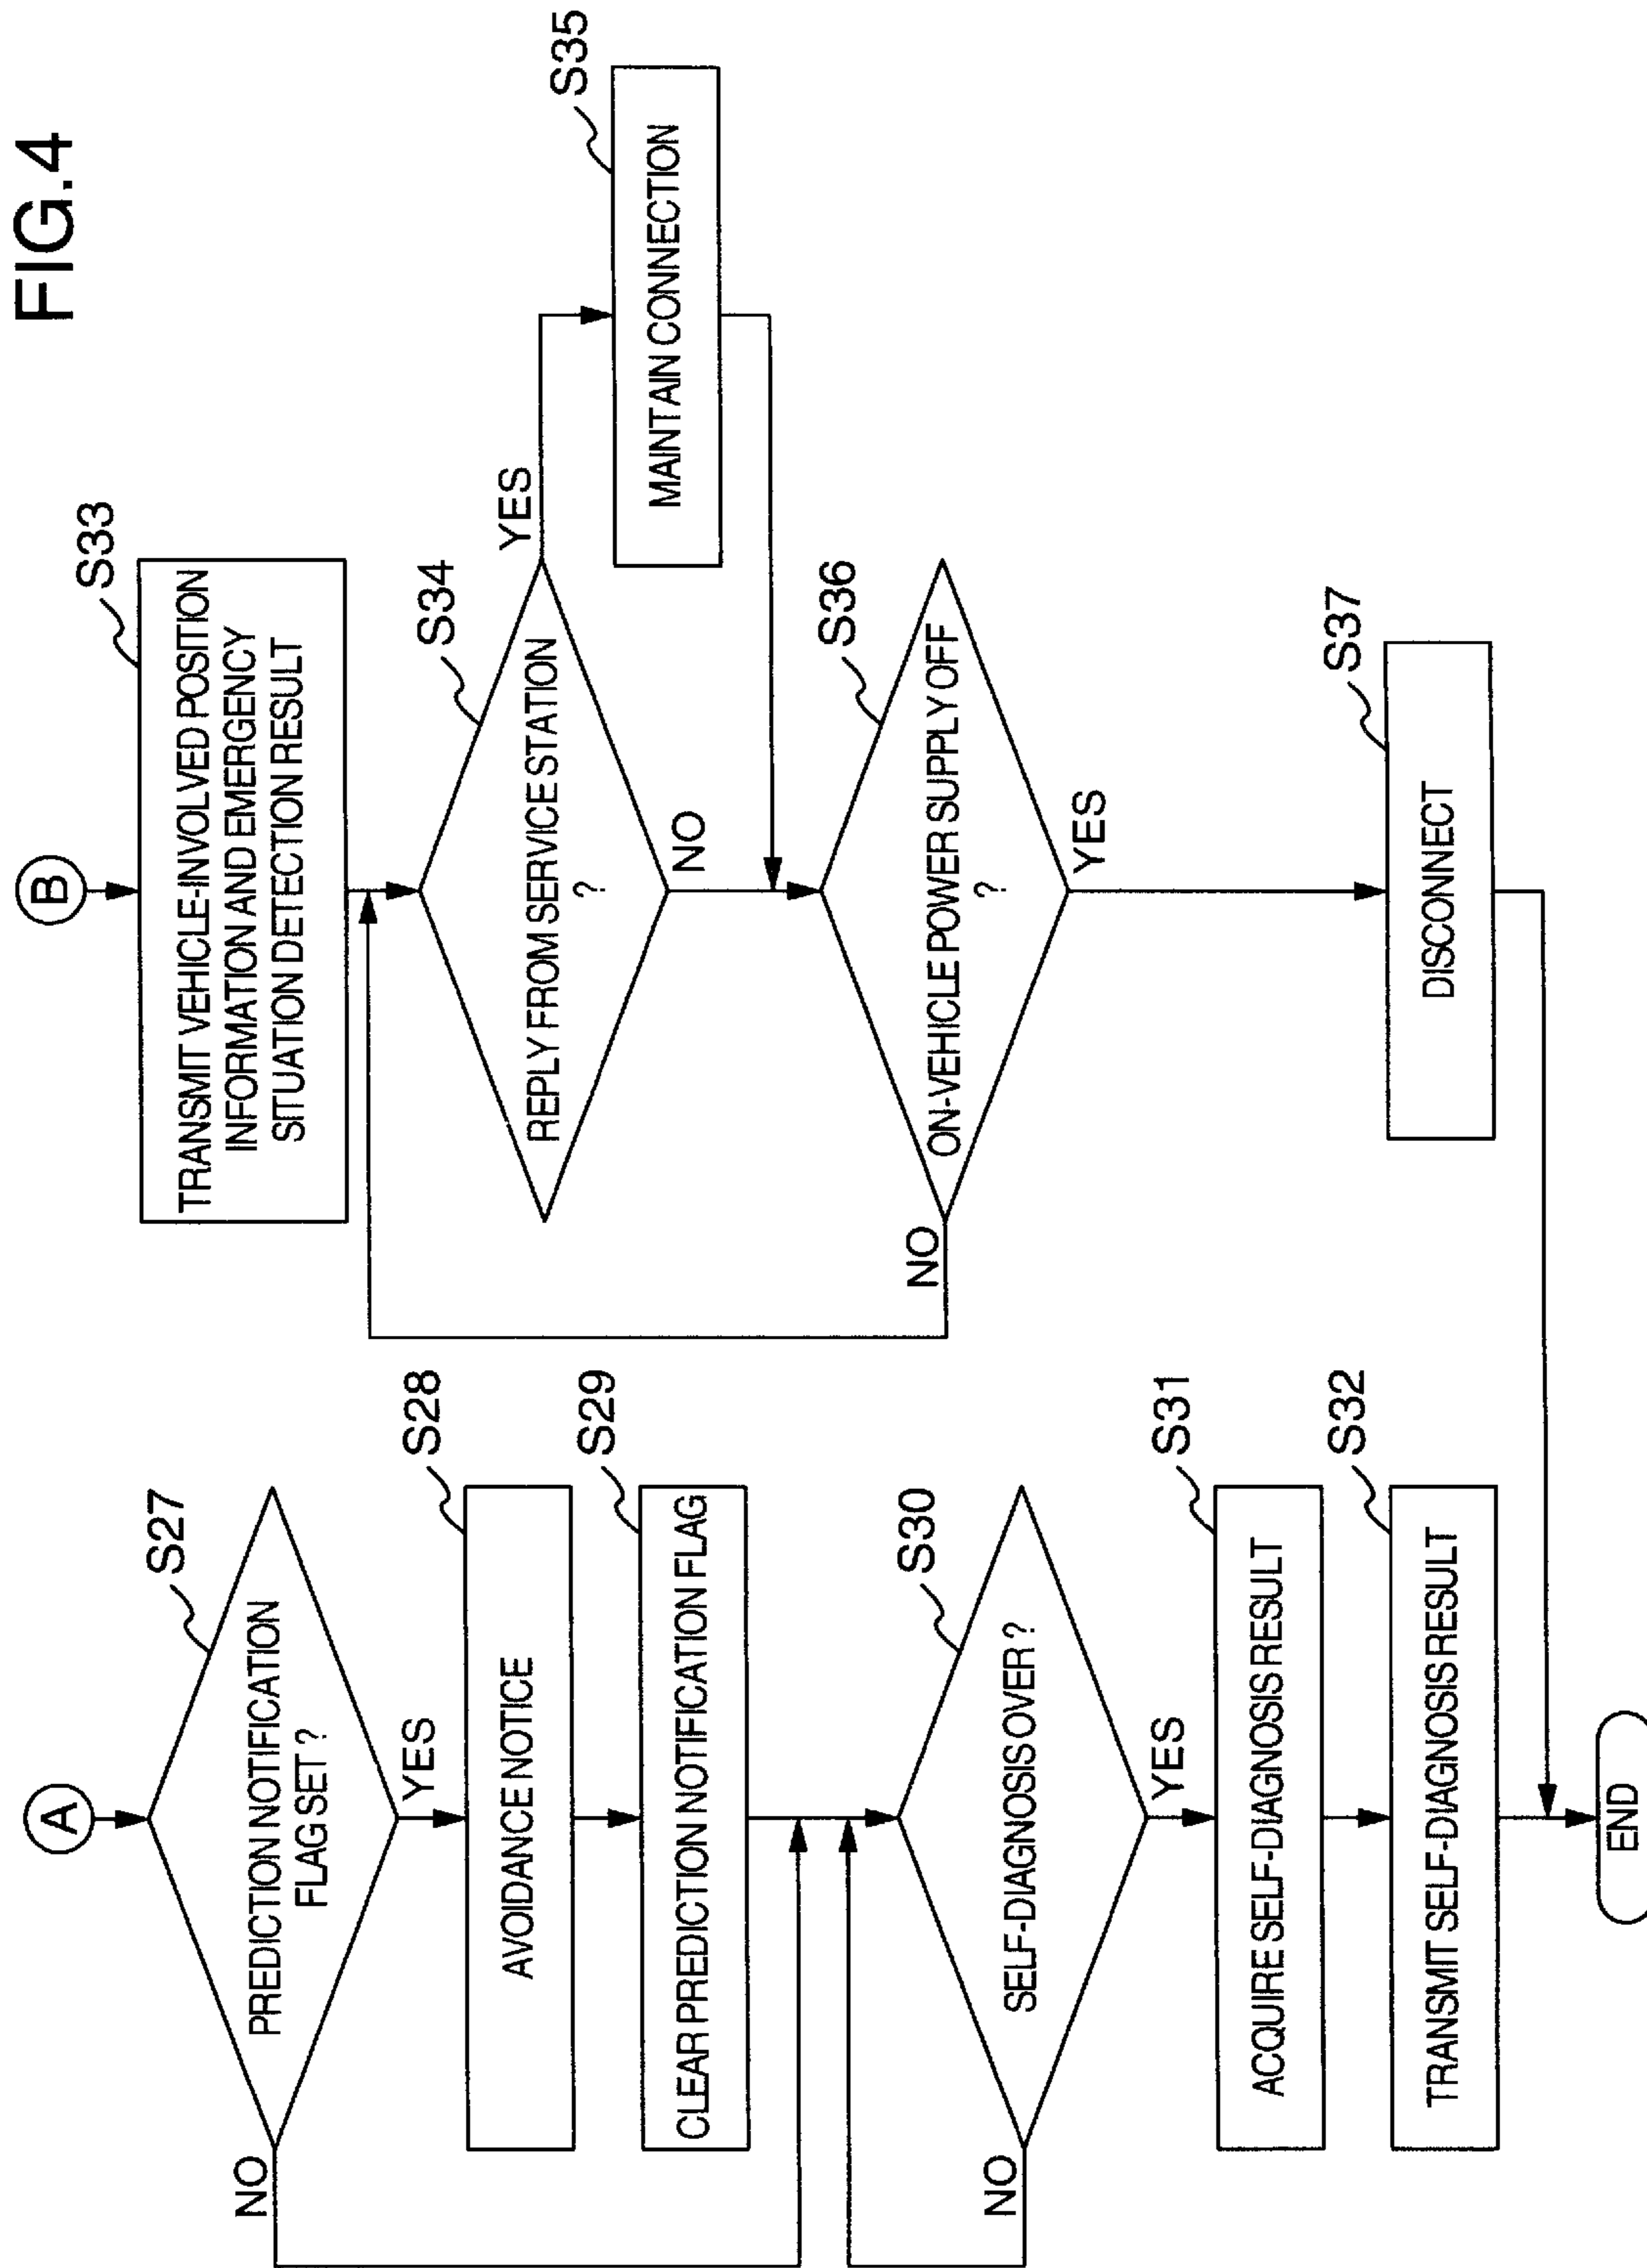 FIG.4
A
S27
PREDICTION NOTIFICATION
FLAG SET ?
NO
YES
S28
AVOIDANCE NOTICE
S29
CLEAR PREDICTION NOTIFICATION FLAG
S30
SELF-DIAGNOSIS OVER ?
NO
YES
S31
ACQUIRE SELF-DIAGNOSIS RESULT
S32
TRANSMIT SELF-DIAGNOSIS RESULT
END
B
S33
TRANSMIT VEHICLE-INVOLVED POSITION
INFORMATION AND EMERGENCY
SITUATION DETECTION RESULT
S34
REPLY FROM SERVICE STATION
?
YES
NO
S35
MAINTAIN CONNECTION
S36
ON-VEHICLE POWER SUPPLY OFF
?
NO
YES
S37
DISCONNECT